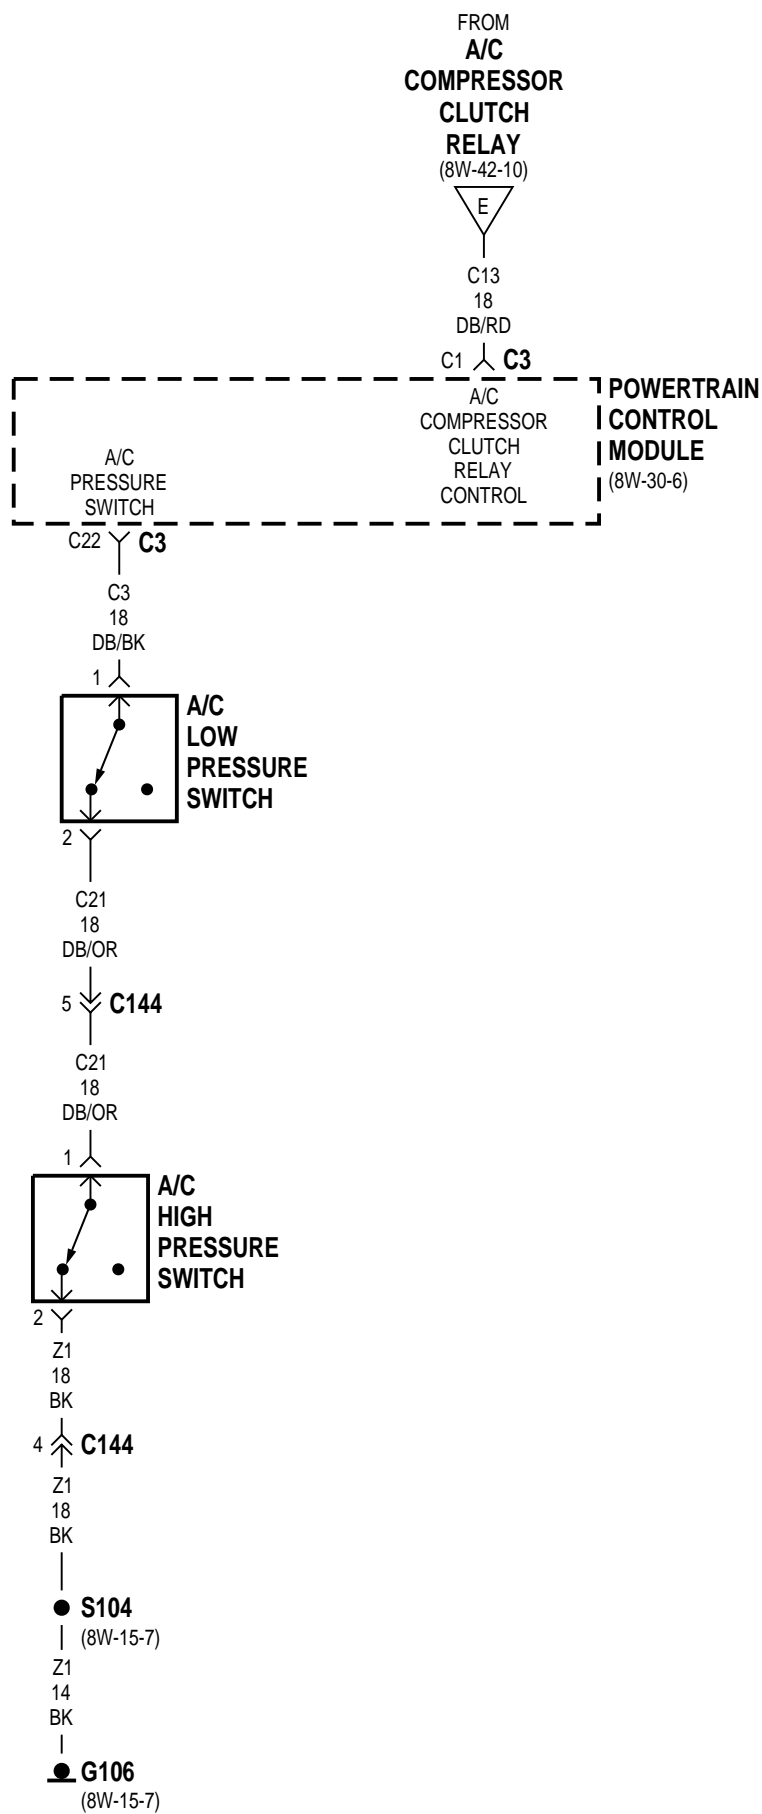 FROM
A/C
COMPRESSOR
CLUTCH
RELAY
(8W-42-10)
E
C13
18
DB/RD
C1 C3
POWERTRAIN
CONTROL
MODULE
(8W-30-6)
A/C
COMPRESSOR
CLUTCH
RELAY
CONTROL
A/C
PRESSURE
SWITCH
C22 C3
C3
18
DB/BK
1
A/C
LOW
PRESSURE
SWITCH
2
C21
18
DB/OR
5 C144
C21
18
DB/OR
1
A/C
HIGH
PRESSURE
SWITCH
2
Z1
18
BK
4 C144
Z1
18
BK
S104
(8W-15-7)
Z1
14
BK
G106
(8W-15-7)